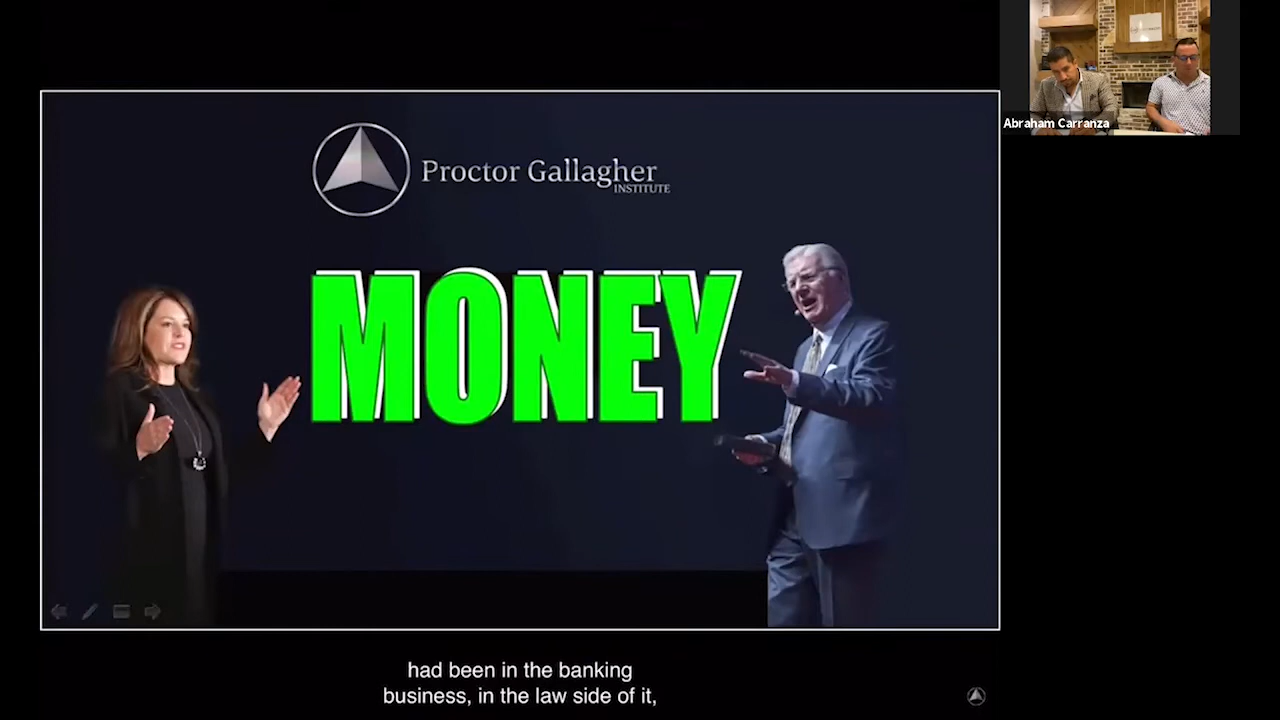 Abraham Carranza
Proctor Gallagher
INSTITUTE
MONEY
had been in the banking
business, in the law side of it,